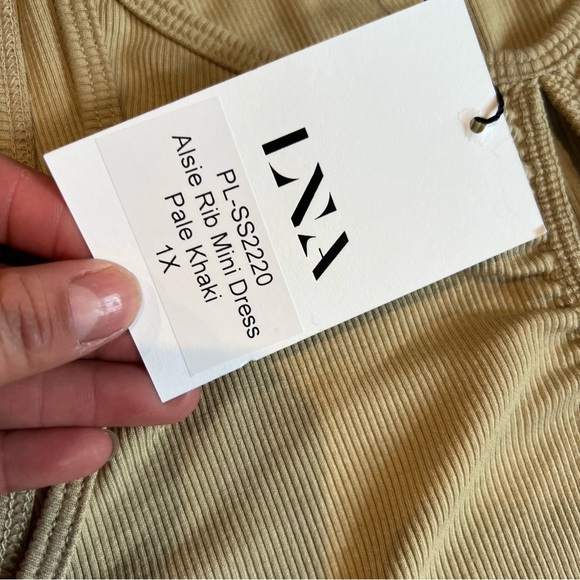 LNA
PL-SS2220
Alsie Rib Mini Dress
Pale Khaki
1X